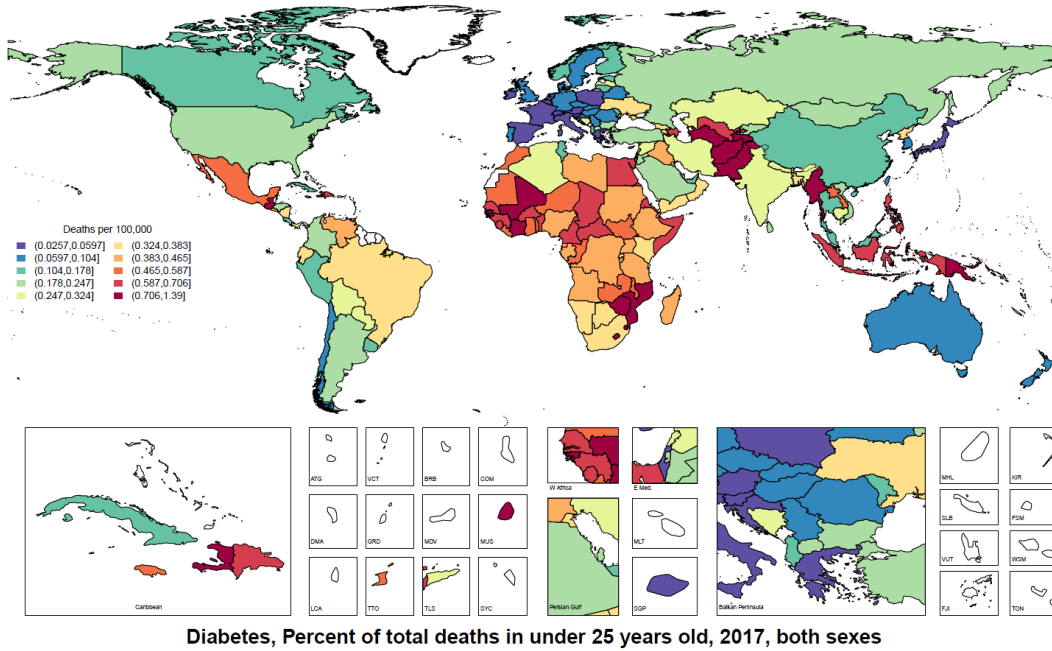 Deaths per 100,000
(0.0257,0.0597] (0.324,0.383]
(0.0597,0.104] (0.383,0.465]
(0.104,0.178] (0.465,0.587]
(0.178,0.247] (0.587,0.706]
(0.247,0.324] (0.706,1.39]
Caribbean
ATG VCT BRB COM
DMA GRD MDV MUS
LCA TTO TLS SYC
W Africa E Med.
Persian Gulf
MLT
SGP
Balkan Peninsula
MHL KIR
SLB FSM
VUT WSM
FJI TON
Diabetes, Percent of total deaths in under 25 years old, 2017, both sexes